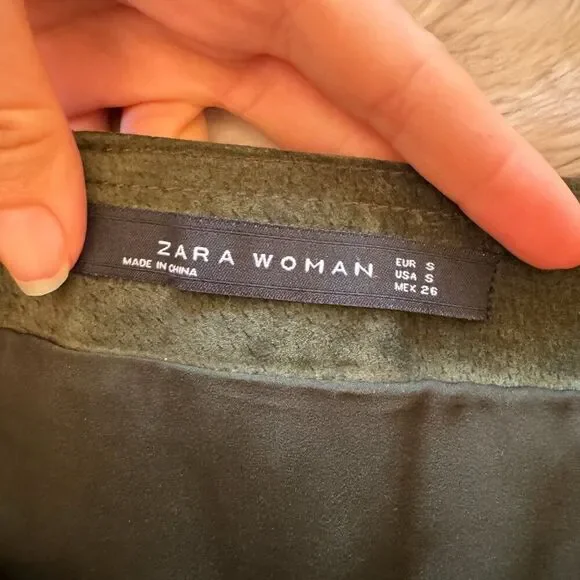 ZARA WOMAN
MADE IN CHINA
EUR S
USA S
MEX 26